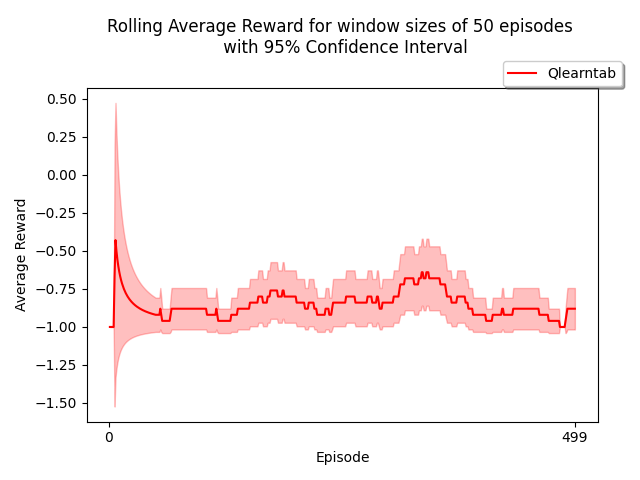 Rolling Average Reward for window sizes of 50 episodes
with 95% Confidence Interval
Qlearntab
0.50
0.25
0.00
−0.25
−0.50
−0.75
−1.00
−1.25
−1.50
Average Reward
0
499
Episode